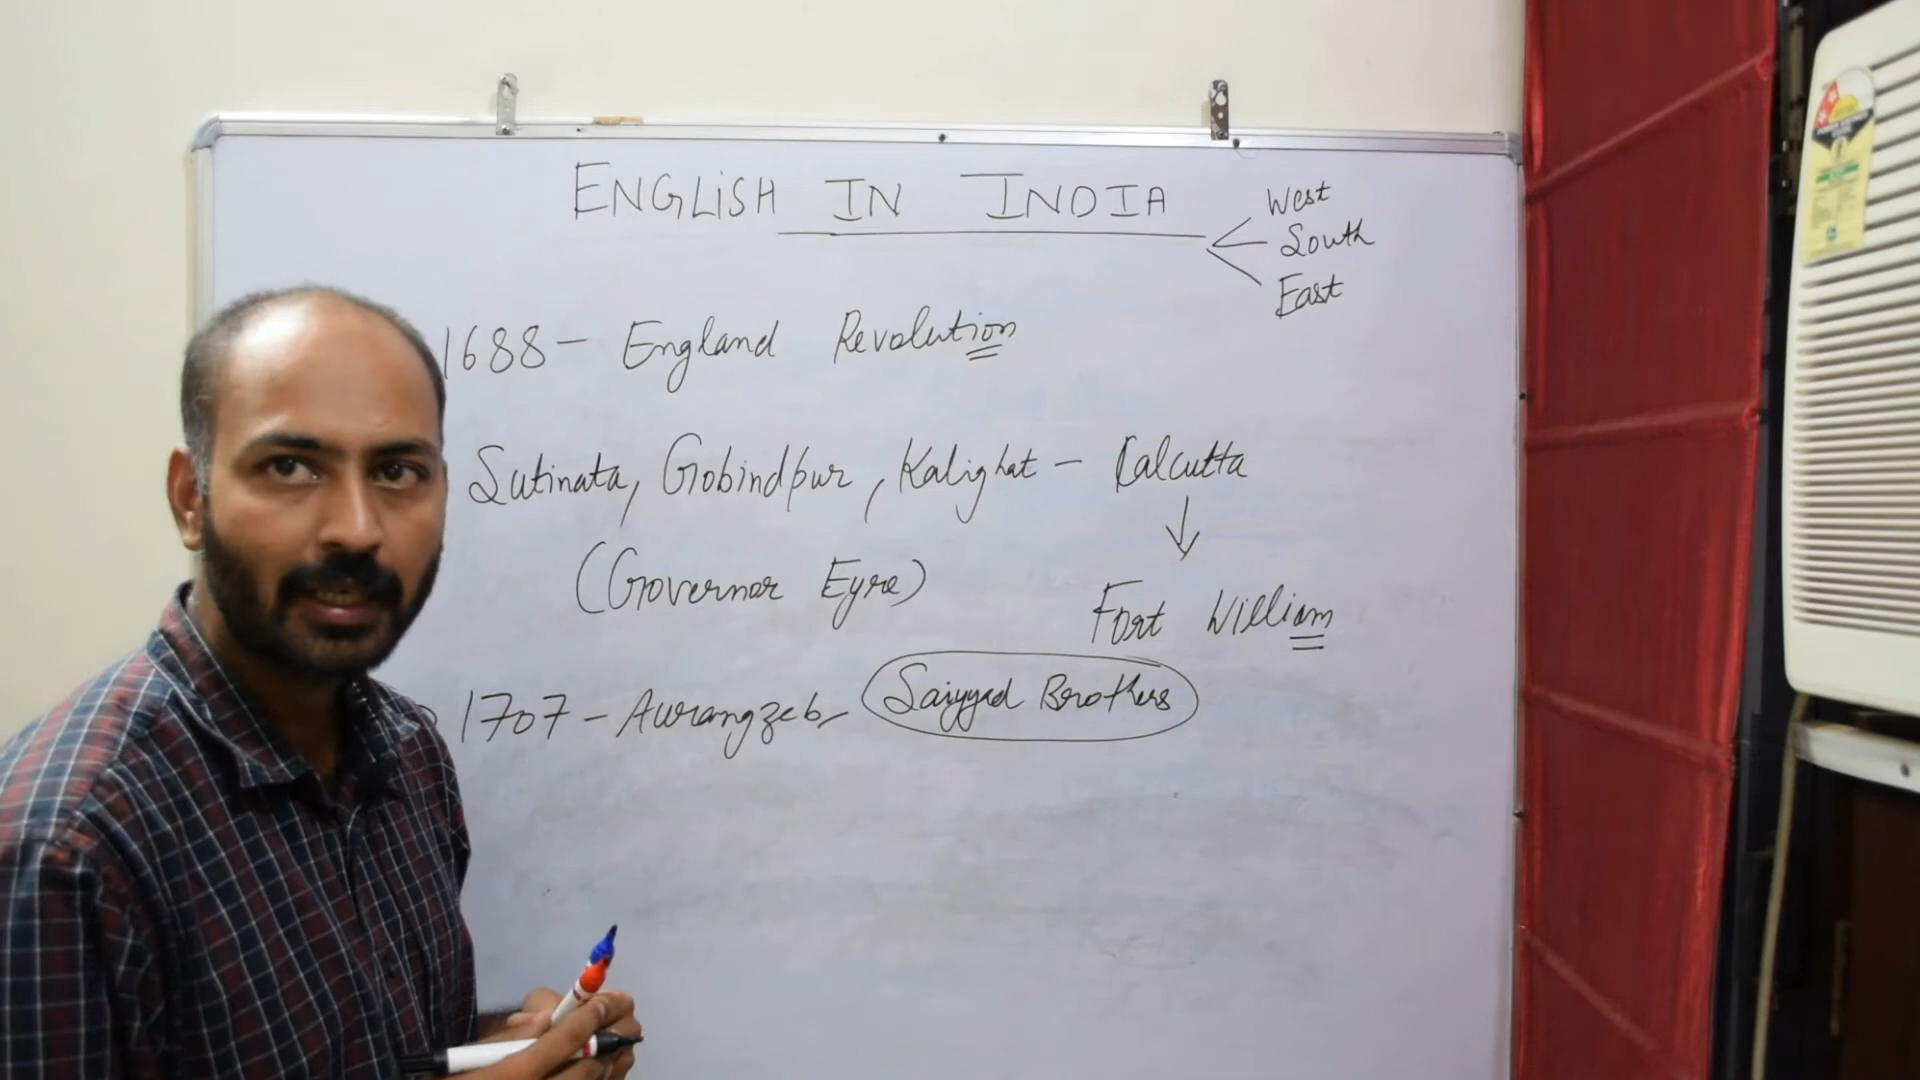 ENGLISH IN INDIA
West
South
East
1688 - England Revolution
Sutinata, Gobindpur, Kalighat - Calcutta
(Governor Eyre)
Fort William
1707 - Aurangzeb, Saiyyad Brothers